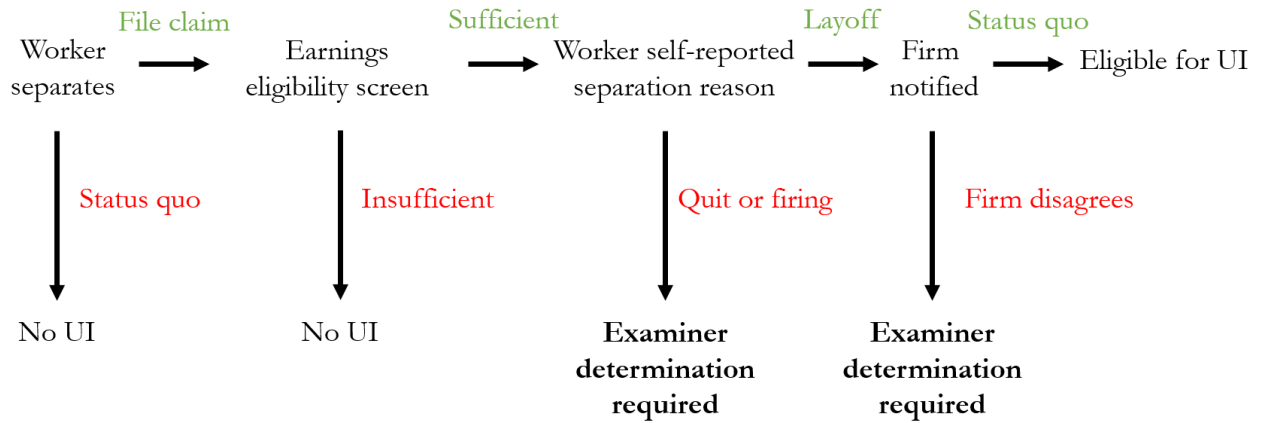 File claim
Sufficient
Layoff
Status quo
Worker
separates
Earnings
eligibility screen
Worker self-reported
separation reason
Firm
notified
Eligible for UI
Status quo
Insufficient
Quit or firing
Firm disagrees
No UI
No UI
Examiner
determination
required
Examiner
determination
required